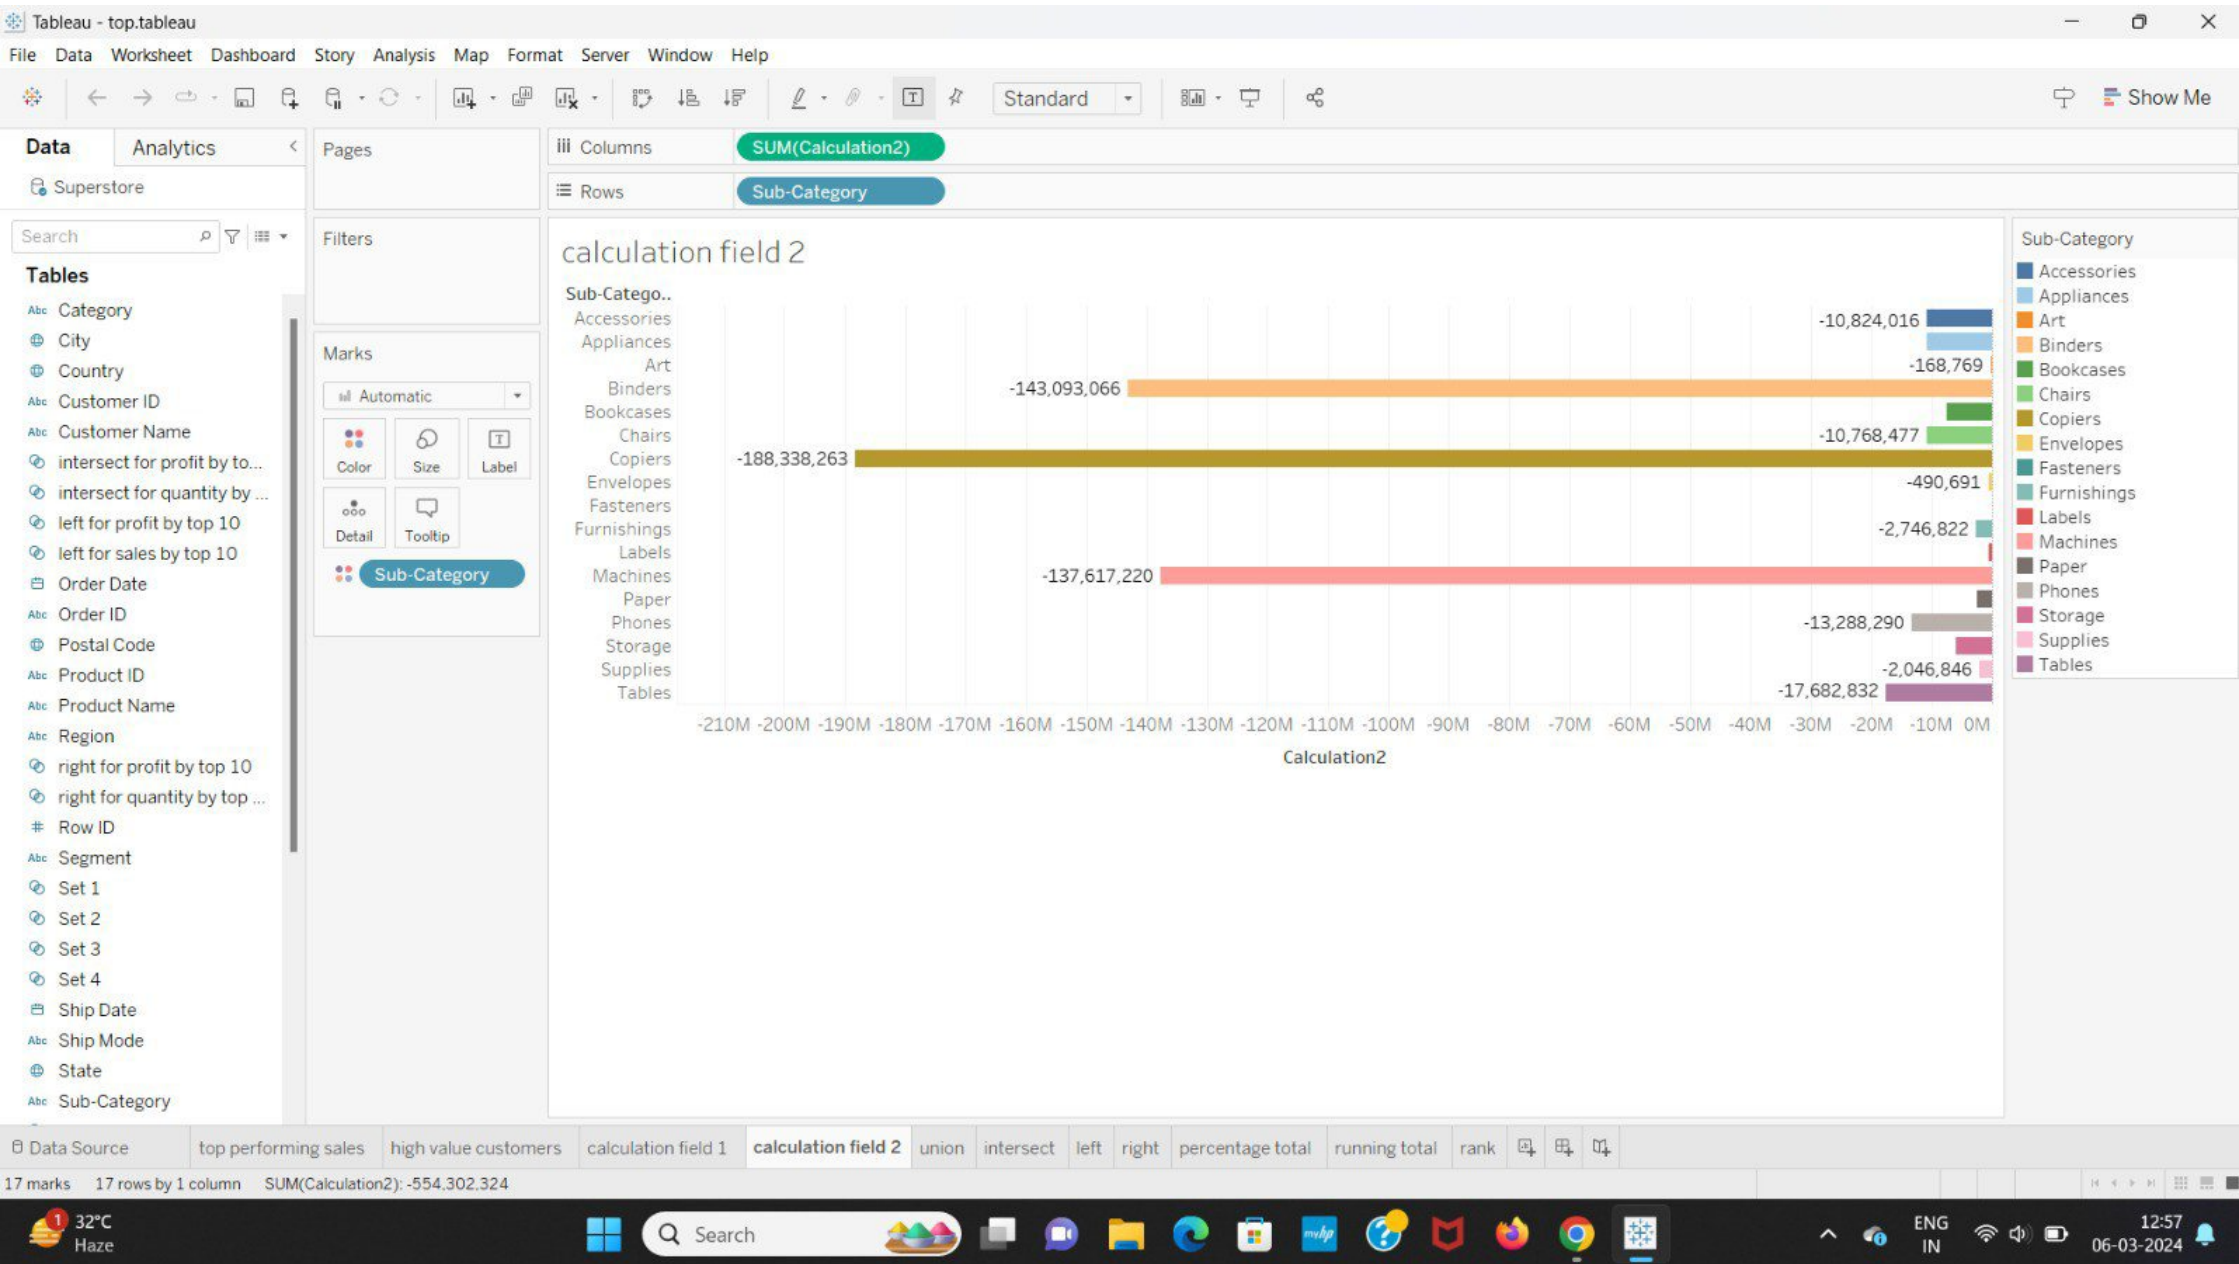 Tableau - top.tableau
File Data Worksheet Dashboard Story Analysis Map Format Server Window Help
Standard
Show Me
Data Analytics
Superstore
Search
Tables
Abc Category
City
Country
Abc Customer ID
Abc Customer Name
intersect for profit by to...
intersect for quantity by ...
left for profit by top 10
left for sales by top 10
Order Date
Abc Order ID
Postal Code
Abc Product ID
Abc Product Name
Abc Region
right for profit by top 10
right for quantity by top ...
# Row ID
Abc Segment
Set 1
Set 2
Set 3
Set 4
Ship Date
Abc Ship Mode
State
Abc Sub-Category
Pages
Filters
Marks
Automatic
Color Size Label
Detail Tooltip
Sub-Category
Columns SUM(Calculation2)
Rows Sub-Category
calculation field 2
Sub-Catego..
Accessories -10,824,016
Appliances
Art -168,769
Binders -143,093,066
Bookcases
Chairs -10,768,477
Copiers -188,338,263
Envelopes -490,691
Fasteners
Furnishings -2,746,822
Labels
Machines -137,617,220
Paper
Phones -13,288,290
Storage
Supplies -2,046,846
Tables -17,682,832
-210M -200M -190M -180M -170M -160M -150M -140M -130M -120M -110M -100M -90M -80M -70M -60M -50M -40M -30M -20M -10M 0M
Calculation2
Sub-Category
Accessories
Appliances
Art
Binders
Bookcases
Chairs
Copiers
Envelopes
Fasteners
Furnishings
Labels
Machines
Paper
Phones
Storage
Supplies
Tables
Data Source top performing sales high value customers calculation field 1 calculation field 2 union intersect left right percentage total running total rank
17 marks 17 rows by 1 column SUM(Calculation2): -554,302,324
1
32°C
Haze
Search
myhp
ENG
IN
12:57
06-03-2024